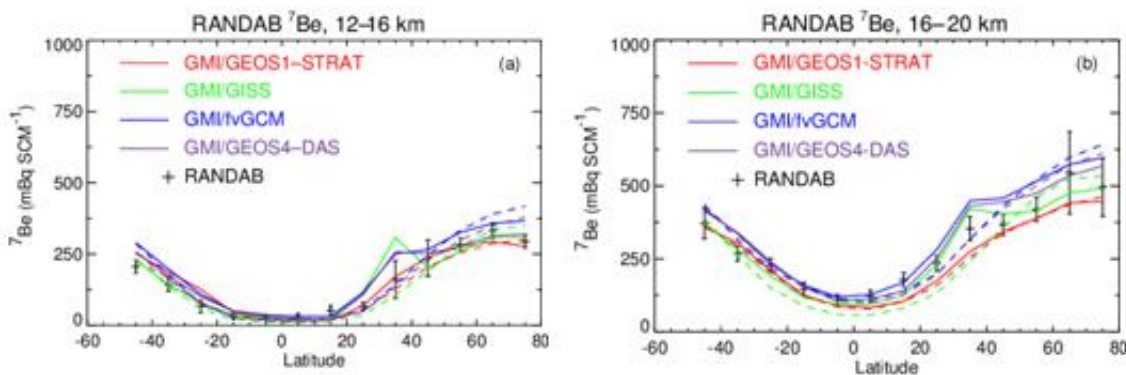 RANDAB ⁷Be, 12–16 km
1000
750
500
250
0
⁷Be (mBq SCM⁻¹)
GMI/GEOS1–STRAT
GMI/GISS
GMI/fvGCM
GMI/GEOS4–DAS
RANDAB
(a)
-60 -40 -20 0 20 40 60 80
Latitude
RANDAB ⁷Be, 16–20 km
1000
750
500
250
0
⁷Be (mBq SCM⁻¹)
GMI/GEOS1-STRAT
GMI/GISS
GMI/fvGCM
GMI/GEOS4-DAS
RANDAB
(b)
-60 -40 -20 0 20 40 60 80
Latitude